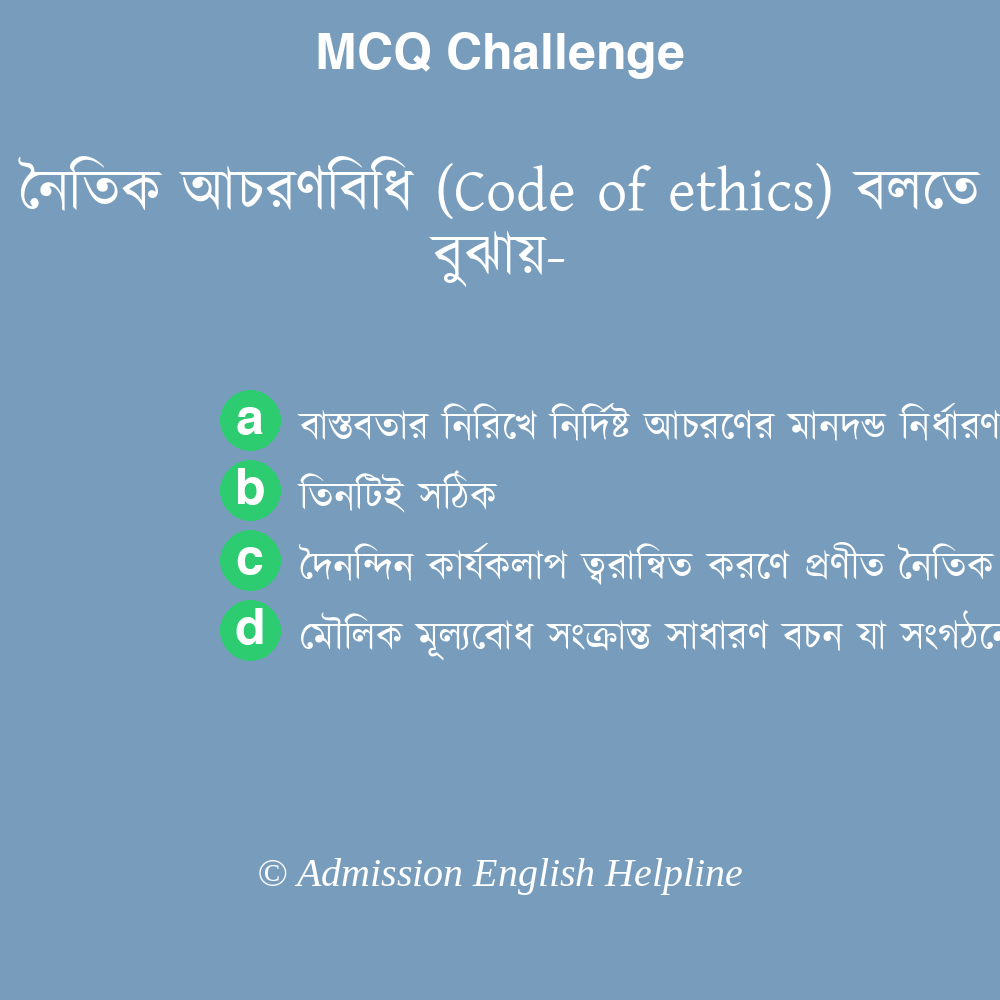 MCQ Challenge
নৈতিক আচরণবিধি (Code of ethics) বলতে
বুঝায়-
a বাস্তবতার নিরিখে নির্দিষ্ট আচরণের মানদন্ড নির্ধারণ
b তিনটিই সঠিক
c দৈনন্দিন কার্যকলাপ ত্বরান্বিত করণে প্রণীত নৈতিক
d মৌলিক মূল্যবোধ সংক্রান্ত সাধারণ বচন যা
© Admission English Helpline